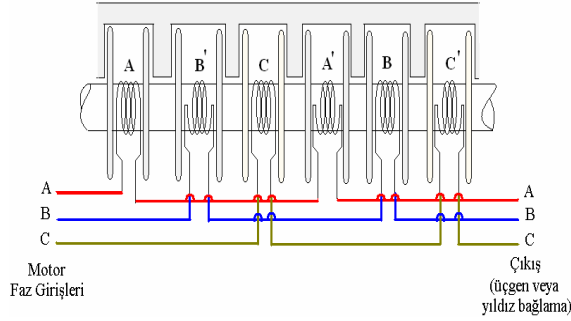 A B' C A' B C'
A A
B B
C C
Motor
Faz Girişleri
Çıkış
(üçgen veya
yıldız bağlama)